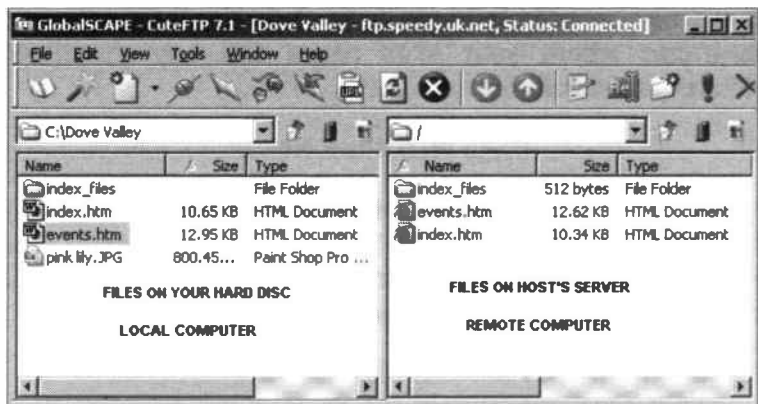 GlobalSCAPE - CuteFTP 7.1 - [Dove Valley - ftp.speedy.uk.net, Status: Connected]
File Edit View Tools Window Help
C:\Dove Valley
/
Name Size Type
index_files File Folder
index.htm 10.65 KB HTML Document
events.htm 12.95 KB HTML Document
pink lily.JPG 800.45... Paint Shop Pro ...
FILES ON YOUR HARD DISC
LOCAL COMPUTER
Name Size Type
index_files 512 bytes File Folder
events.htm 12.62 KB HTML Document
index.htm 10.34 KB HTML Document
FILES ON HOST'S SERVER
REMOTE COMPUTER